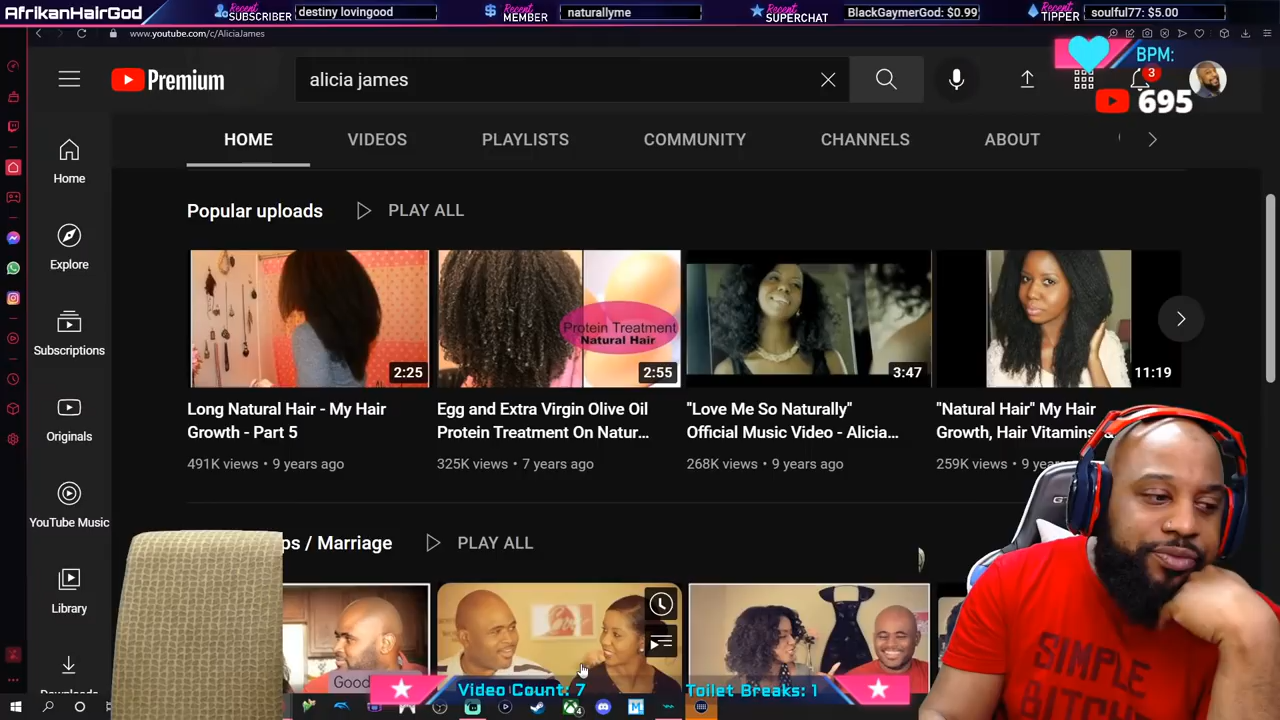 AfrikanHairGod
Recent SUBSCRIBER destiny lovingood
Recent MEMBER naturallyme
Recent SUPERCHAT BlackGaymerGod: $0.99
Recent TIPPER soulful77: $5.00
www.youtube.com/c/AliciaJames
BPM:
Premium
alicia james
3
695
HOME VIDEOS PLAYLISTS COMMUNITY CHANNELS ABOUT
Home
Explore
Subscriptions
Originals
YouTube Music
Library
Downloads
Popular uploads PLAY ALL
Protein Treatment
Natural Hair
2:25
2:55
3:47
11:19
Long Natural Hair - My Hair
Growth - Part 5
491K views • 9 years ago
Egg and Extra Virgin Olive Oil
Protein Treatment On Natur...
325K views • 7 years ago
"Love Me So Naturally"
Official Music Video - Alicia...
268K views • 9 years ago
"Natural Hair" My Hair
Growth, Hair Vitamins &
259K views • 9 years
/ Marriage PLAY ALL
Good
Video Count: 7
Toilet Breaks: 1
SIMPLE